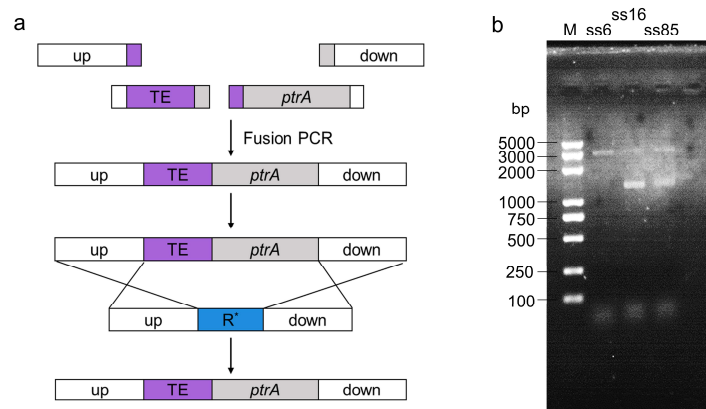 a
up
down
TE
ptrA
Fusion PCR
up TE ptrA down
up TE ptrA down
up R* down
up TE ptrA down
b
ss16
M ss6 ss85
bp
5000
3000
2000
1000
750
500
250
100